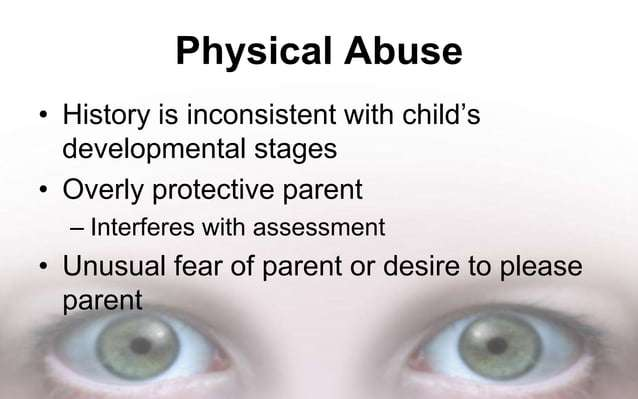 Physical Abuse
• History is inconsistent with child’s
developmental stages
• Overly protective parent
– Interferes with assessment
• Unusual fear of parent or desire to please
parent